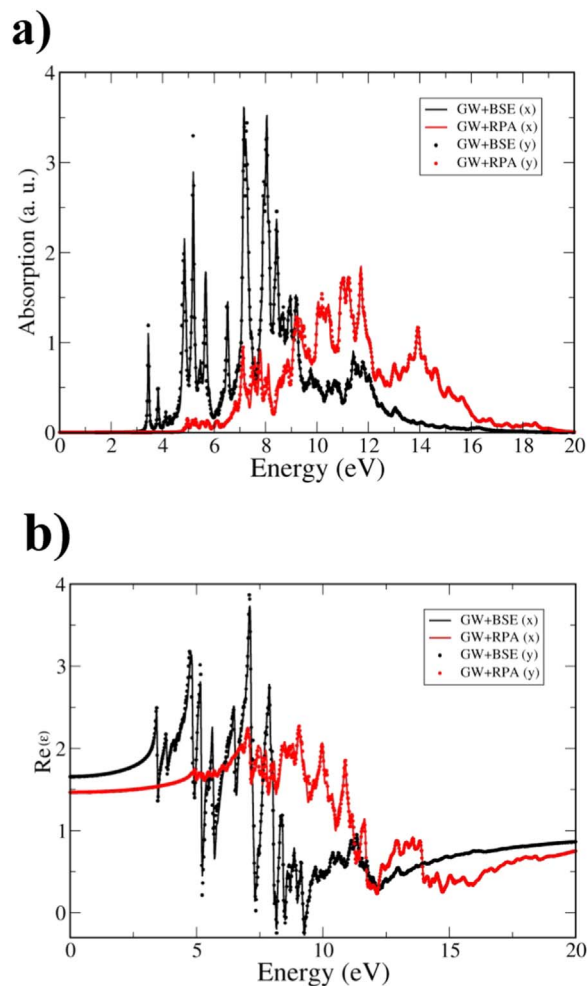 a)
4
3
2
1
0
Absorption (a. u.)
GW+BSE (x)
GW+RPA (x)
GW+BSE (y)
GW+RPA (y)
0 2 4 6 8 10 12 14 16 18 20
Energy (eV)
b)
4
3
2
1
0
Re(ε)
GW+BSE (x)
GW+RPA (x)
GW+BSE (y)
GW+RPA (y)
0 5 10 15 20
Energy (eV)